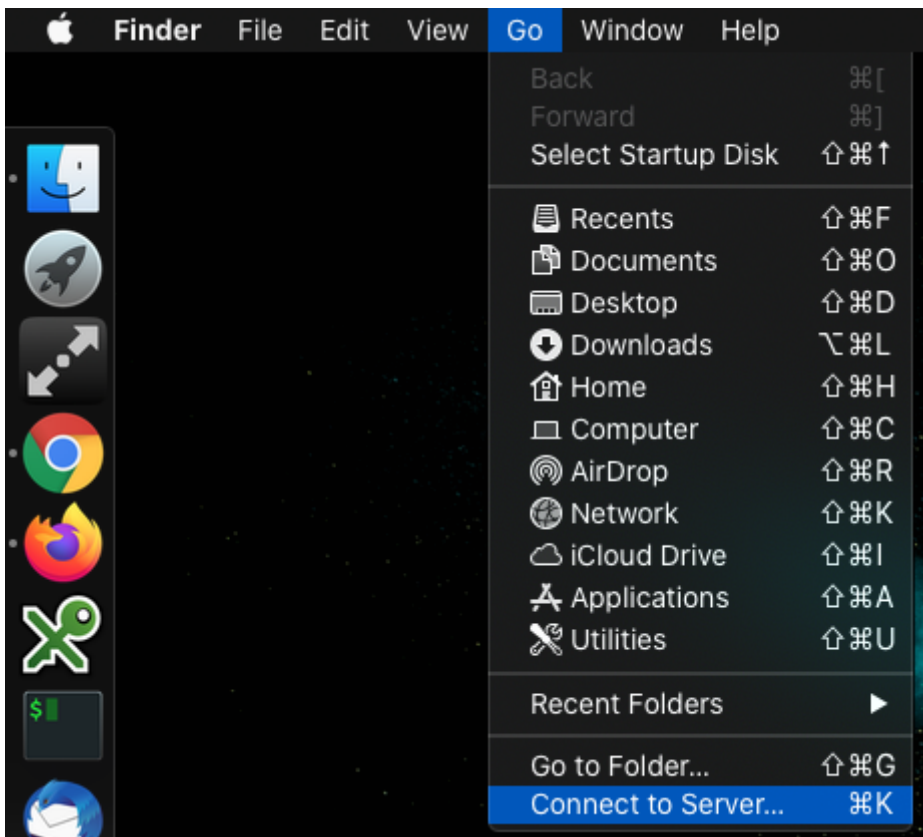 Finder File Edit View Go Window Help
Back ⌘[
Forward ⌘]
Select Startup Disk ⇧⌘↑
Recents ⇧⌘F
Documents ⇧⌘O
Desktop ⇧⌘D
Downloads ⌥⌘L
Home ⇧⌘H
Computer ⇧⌘C
AirDrop ⇧⌘R
Network ⇧⌘K
iCloud Drive ⇧⌘I
Applications ⇧⌘A
Utilities ⇧⌘U
Recent Folders ▶
Go to Folder... ⇧⌘G
Connect to Server... ⌘K
$